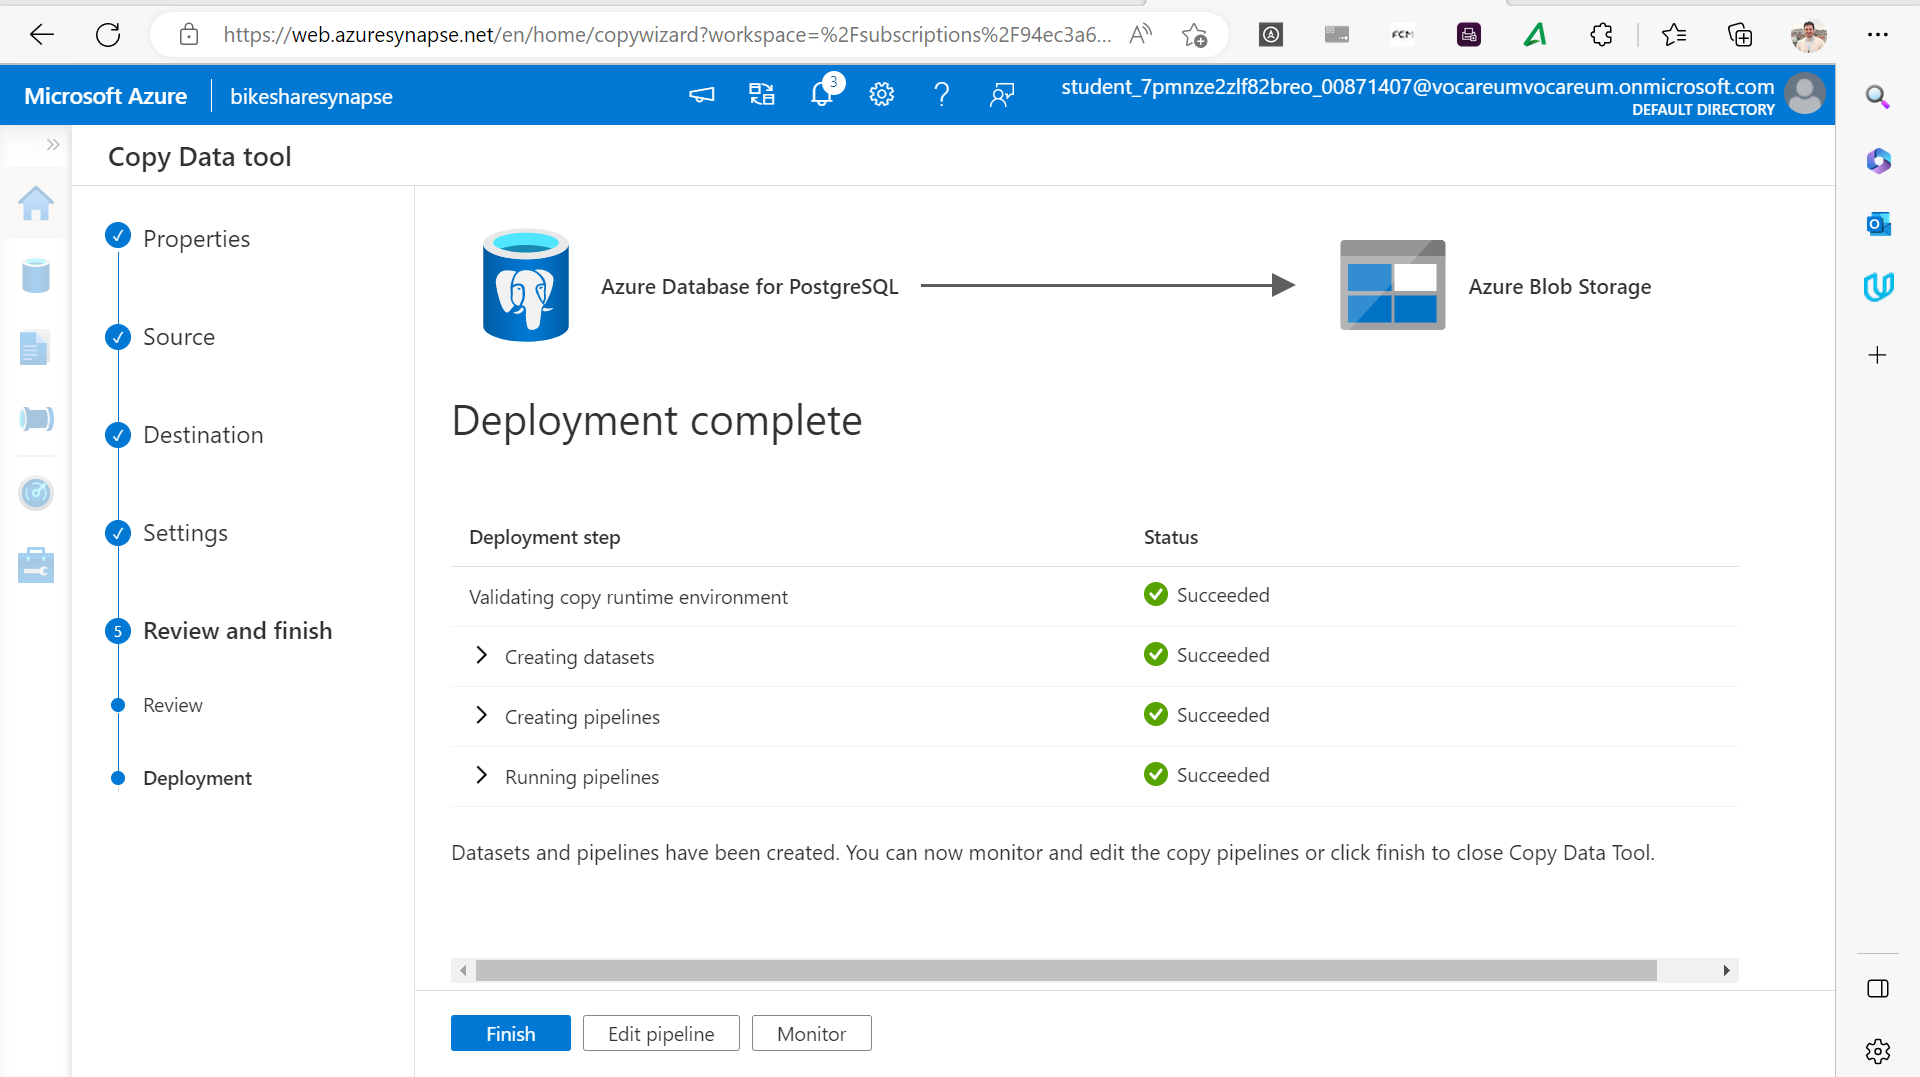 https://web.azuresynapse.net/en/home/copywizard?workspace=%2Fsubscriptions%2F94ec3a6...
FCM
Microsoft Azure
bikesharesynapse
3
student_7pmnze2zlf82breo_00871407@vocareumvocareum.onmicrosoft.com
DEFAULT DIRECTORY
Copy Data tool
Properties
Source
Destination
Settings
5 Review and finish
Review
Deployment
Azure Database for PostgreSQL
Azure Blob Storage
Deployment complete
Deployment step Status
Validating copy runtime environment Succeeded
Creating datasets Succeeded
Creating pipelines Succeeded
Running pipelines Succeeded
Datasets and pipelines have been created. You can now monitor and edit the copy pipelines or click finish to close Copy Data Tool.
Finish Edit pipeline Monitor